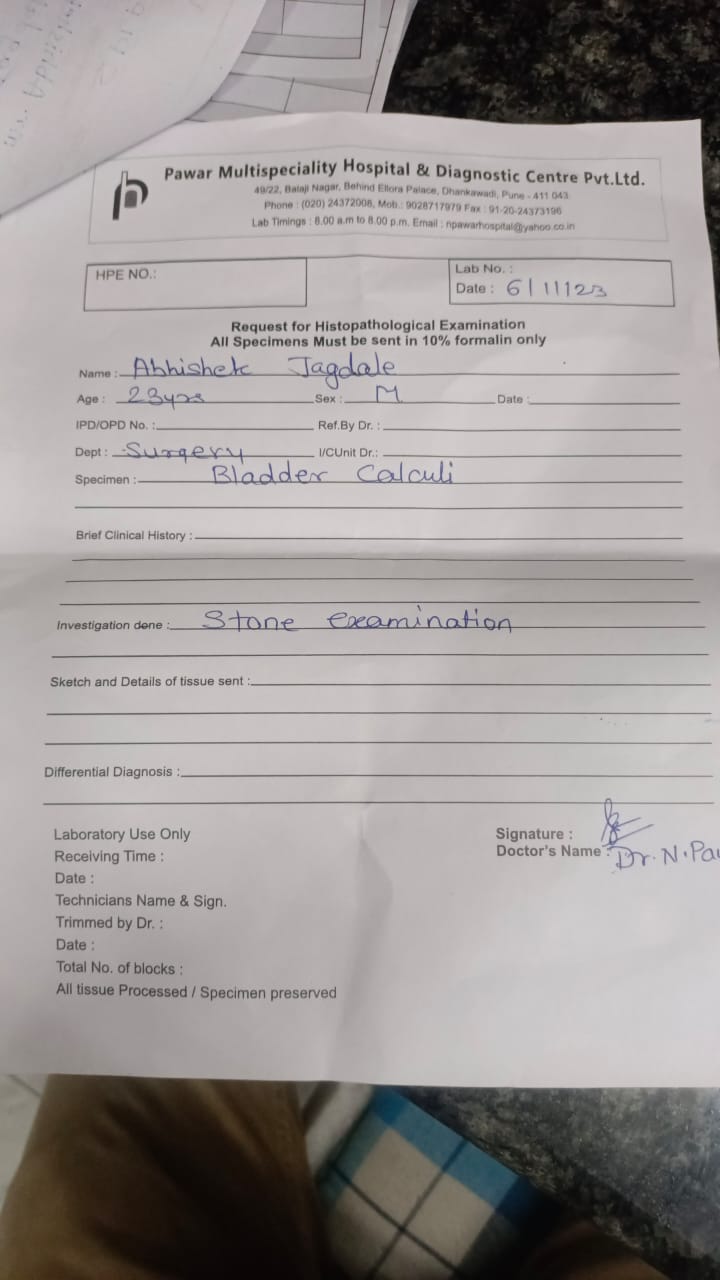 Pawar Multispeciality Hospital & Diagnostic Centre Pvt.Ltd.
49/22, Balaji Nagar, Behind Ellora Palace, Dhankawadi, Pune - 411 043
Phone : (020) 24372008, Mob.: 9028717979 Fax : 91-20-24373196
Lab Timings : 8.00 a.m to 8.00 p.m. Email : npawarhospital@yahoo.co.in
HPE NO.:
Lab No. :
Date : 6/11/23
Request for Histopathological Examination
All Specimens Must be sent in 10% formalin only
Name : Abhishek Jagdale
Age : 23yrs Sex : M Date :
IPD/OPD No. : Ref.By Dr. :
Dept : Surgery I/CUnit Dr.:
Specimen : Bladder Calculi
Brief Clinical History :
Investigation done : Stone examination
Sketch and Details of tissue sent :
Differential Diagnosis :
Laboratory Use Only
Signature :
Receiving Time :
Doctor's Name : Dr. N. Pa
Date :
Technicians Name & Sign.
Trimmed by Dr. :
Date :
Total No. of blocks :
All tissue Processed / Specimen preserved